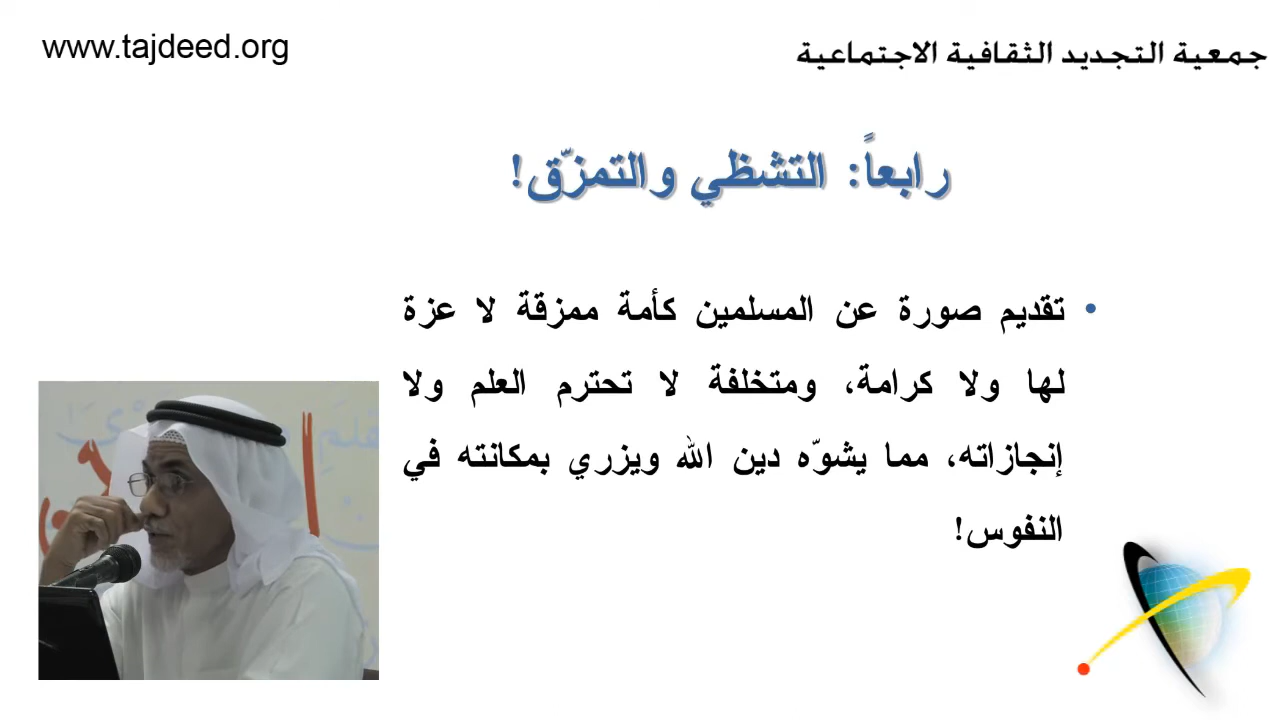 www.tajdeed.org
جمعية التجديد الثقافية الاجتماعية
رابعاً: التشظي والتمزّق!
• تقديم صورة عن المسلمين كأمة ممزقة لا عزة
لها ولا كرامة، ومتخلفة لا تحترم العلم ولا
إنجازاته، مما يشوّه دين الله ويزري بمكانته في
النفوس!